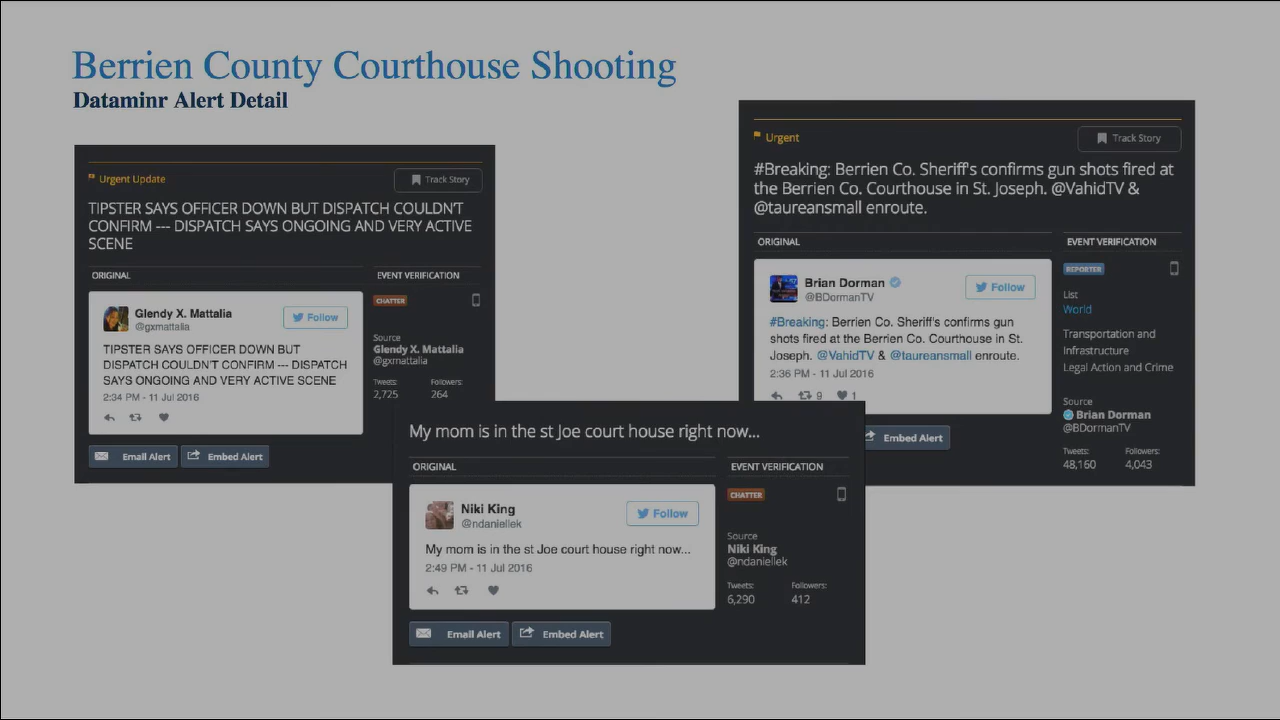 Berrien County Courthouse Shooting
Dataminr Alert Detail
Urgent Update
Track Story
TIPSTER SAYS OFFICER DOWN BUT DISPATCH COULDN'T
CONFIRM --- DISPATCH SAYS ONGOING AND VERY ACTIVE
SCENE
ORIGINAL
EVENT VERIFICATION
Glendy X. Mattalia
@gxmattalia
Follow
TIPSTER SAYS OFFICER DOWN BUT
DISPATCH COULDN'T CONFIRM --- DISPATCH
SAYS ONGOING AND VERY ACTIVE SCENE
2:34 PM - 11 Jul 2016
CHATTER
Source
Glendy X. Mattalia
@gxmattalia
Tweets: Followers:
2,725 264
Email Alert
Embed Alert
Urgent
Track Story
#Breaking: Berrien Co. Sheriff's confirms gun shots fired at
the Berrien Co. Courthouse in St. Joseph. @VahidTV &
@taureansmall enroute.
ORIGINAL
EVENT VERIFICATION
Brian Dorman
@BDormanTV
Follow
#Breaking: Berrien Co. Sheriff's confirms gun
shots fired at the Berrien Co. Courthouse in St.
Joseph. @VahidTV & @taureansmall enroute.
2:36 PM - 11 Jul 2016
9 1
REPORTER
List
World
Transportation and
Infrastructure
Legal Action and Crime
Source
Brian Dorman
@BDormanTV
Tweets: Followers:
48,160 4,043
Embed Alert
My mom is in the st Joe court house right now...
ORIGINAL
EVENT VERIFICATION
Niki King
@ndaniellek
Follow
My mom is in the st Joe court house right now...
2:49 PM - 11 Jul 2016
CHATTER
Source
Niki King
@ndaniellek
Tweets: Followers:
6,290 412
Email Alert
Embed Alert